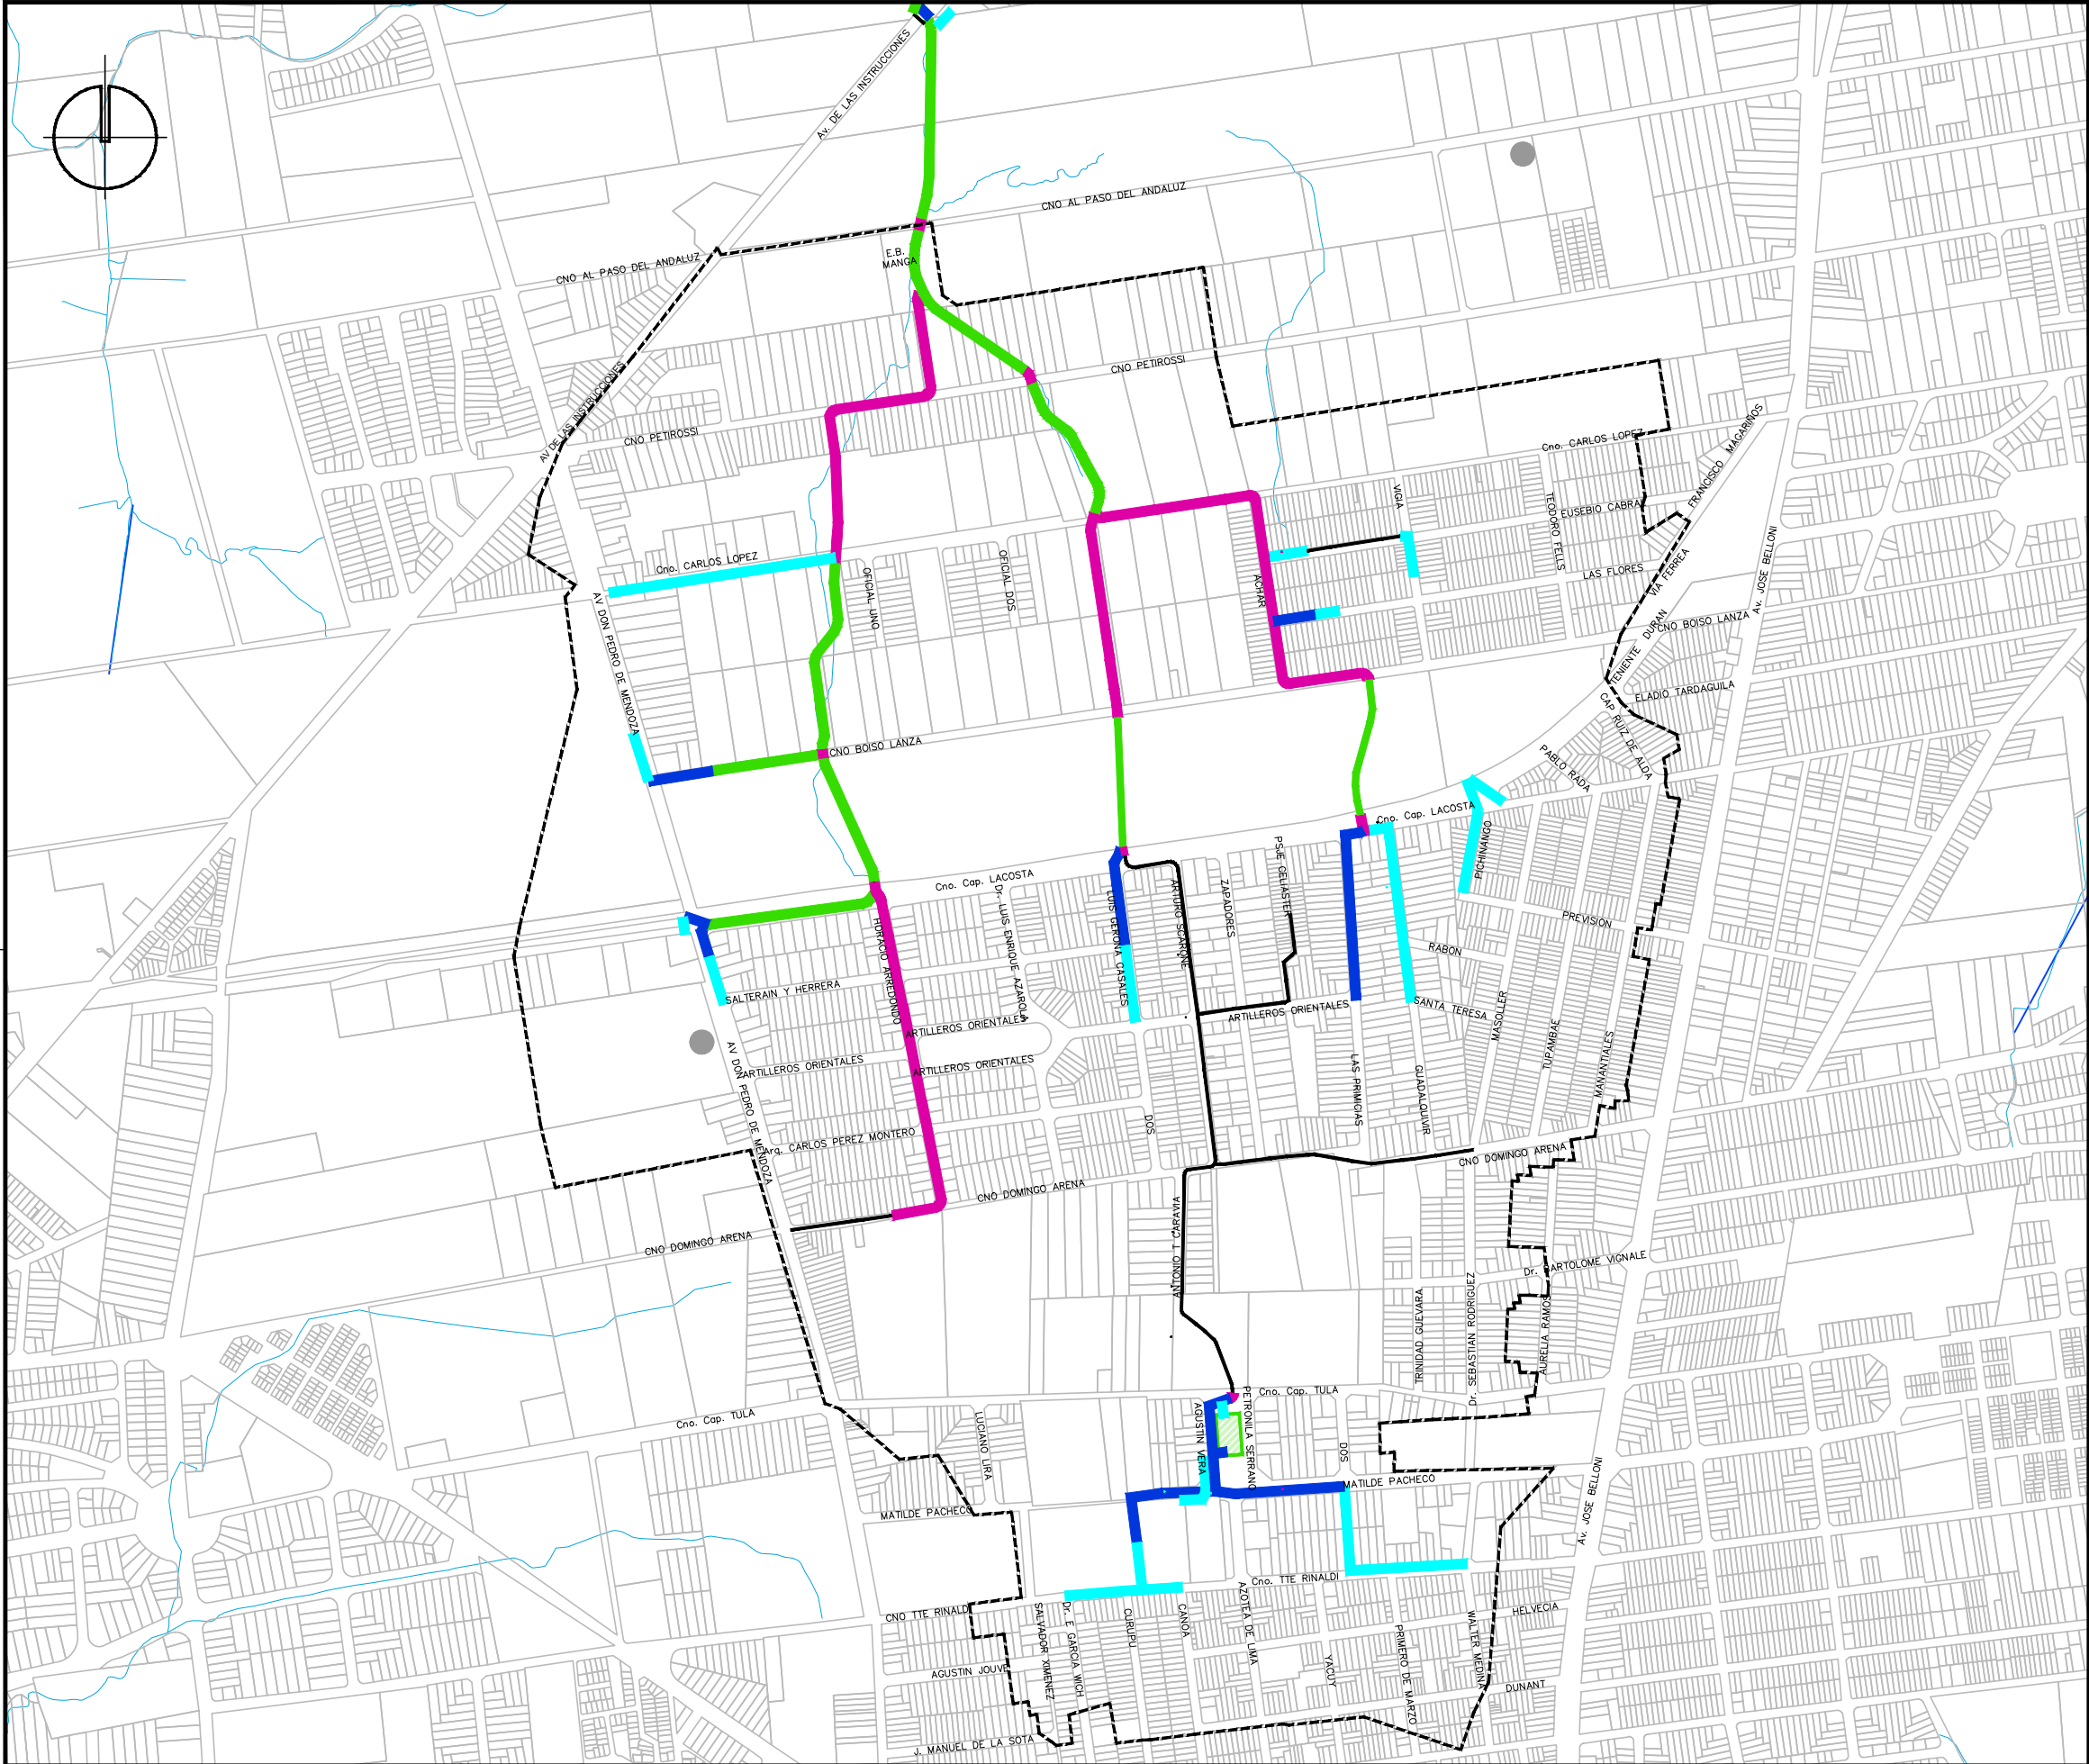 Av. DE LAS INSTRUCCIONES
CNO AL PASO DEL ANDALUZ
E.B.
MANGA
CNO AL PASO DEL ANDALUZ
CNO PETIROSSI
AV DE LAS INSTRUCCIONES
CNO PETIROSSI
FRANCISCO MAGARIÑOS
Cno. CARLOS LOPEZ
VIGIA
TEODORO FELLS
EUSEBIO CABRAL
Av. JOSE BELLONI
Cno. CARLOS LOPEZ
OFICIAL UNO
OFICIAL DOS
ACHAR
LAS FLORES
VIA FERREA
AV DON PEDRO DE MENDOZA
TENIENTE DURAN
CNO BOISO LANZA
ELADIO TARDAGUILA
CAP RUIZ DE ALDA
CNO BOISO LANZA
PABLO RADA
Cno. Cap. LACOSTA
PICHINANGO
PSJE CELIASTER
Cno. Cap. LACOSTA
Dr. LUIS ENRIQUE AZAROLA
LUIS GERONA CASALES
ARTURO SCARONE
ZAPADORES
HORACIO ARREDONDO
PREVISION
RABON
SALTERAIN Y HERRERA
ARTILLEROS ORIENTALES
ARTILLEROS ORIENTALES
SANTA TERESA
MASOLLER
TUPAMBAE
MANANTIALES
AV DON PEDRO DE MENDOZA
ARTILLEROS ORIENTALES
ARTILLEROS ORIENTALES
LAS PRIMICIAS
GUADALQUIVIR
DOS
Arq. CARLOS PEREZ MONTERO
CNO DOMINGO ARENA
CNO DOMINGO ARENA
CNO DOMINGO ARENA
ANTONIO T CARAVIA
Dr. BARTOLOME VIGNALE
TRINIDAD GUEVARA
Dr. SEBASTIAN RODRIGUEZ
AURELIA RAMOS
Cno. Cap. TULA
Cno. Cap. TULA
LUCIANO LIRA
AGUSTIN VERA
PETRONILA SERRANO
DOS
MATILDE PACHECO
MATILDE PACHECO
Av. JOSE BELLONI
Cno. TTE RINALDI
CNO TTE RINALDI
SALVADOR XIMENEZ
Dr. E GARCIA WICH
CURUPU
CANOA
AZOTEA DE LIMA
YACUY
PRIMERO DE MARZO
WALTER MEDINA
HELVECIA
AGUSTIN JOUVE
DUNANT
J. MANUEL DE LA SOTA